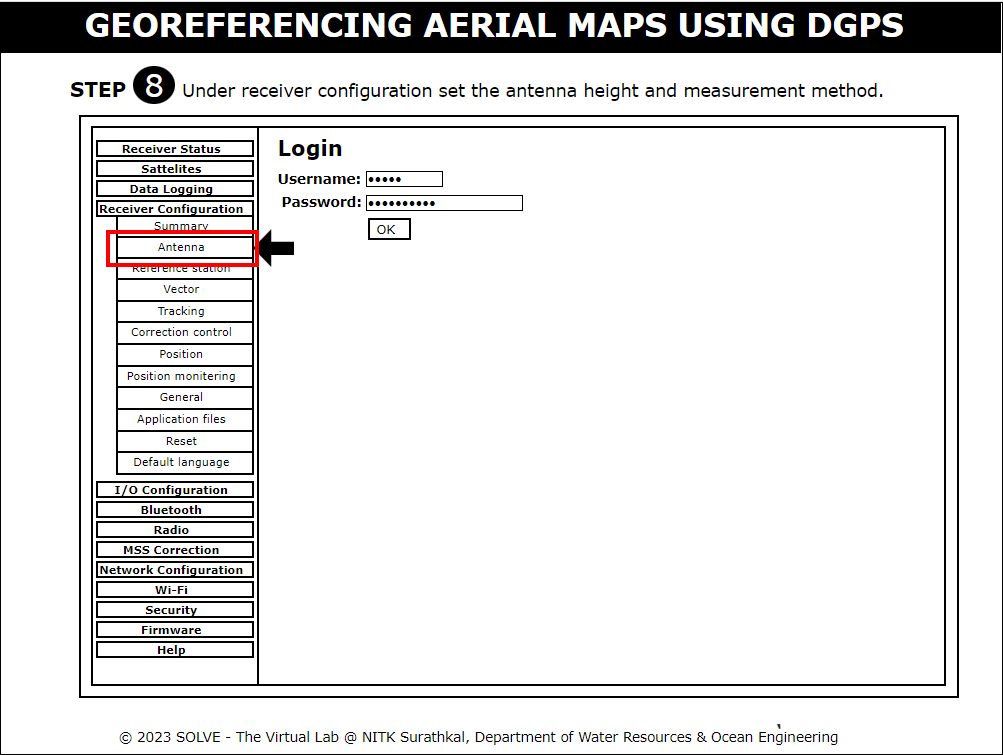 GEOREFERENCING AERIAL MAPS USING DGPS
STEP 8 Under receiver configuration set the antenna height and measurement method.
Receiver Status
Sattelites
Data Logging
Receiver Configuration
Summary
Antenna
Reference station
Vector
Tracking
Correction control
Position
Position monitering
General
Application files
Reset
Default language
I/O Configuration
Bluetooth
Radio
MSS Correction
Network Configuration
Wi-Fi
Security
Firmware
Help
Login
Username: •••••
Password: ••••••••••
OK
© 2023 SOLVE - The Virtual Lab @ NITK Surathkal, Department of Water Resources & Ocean Engineering